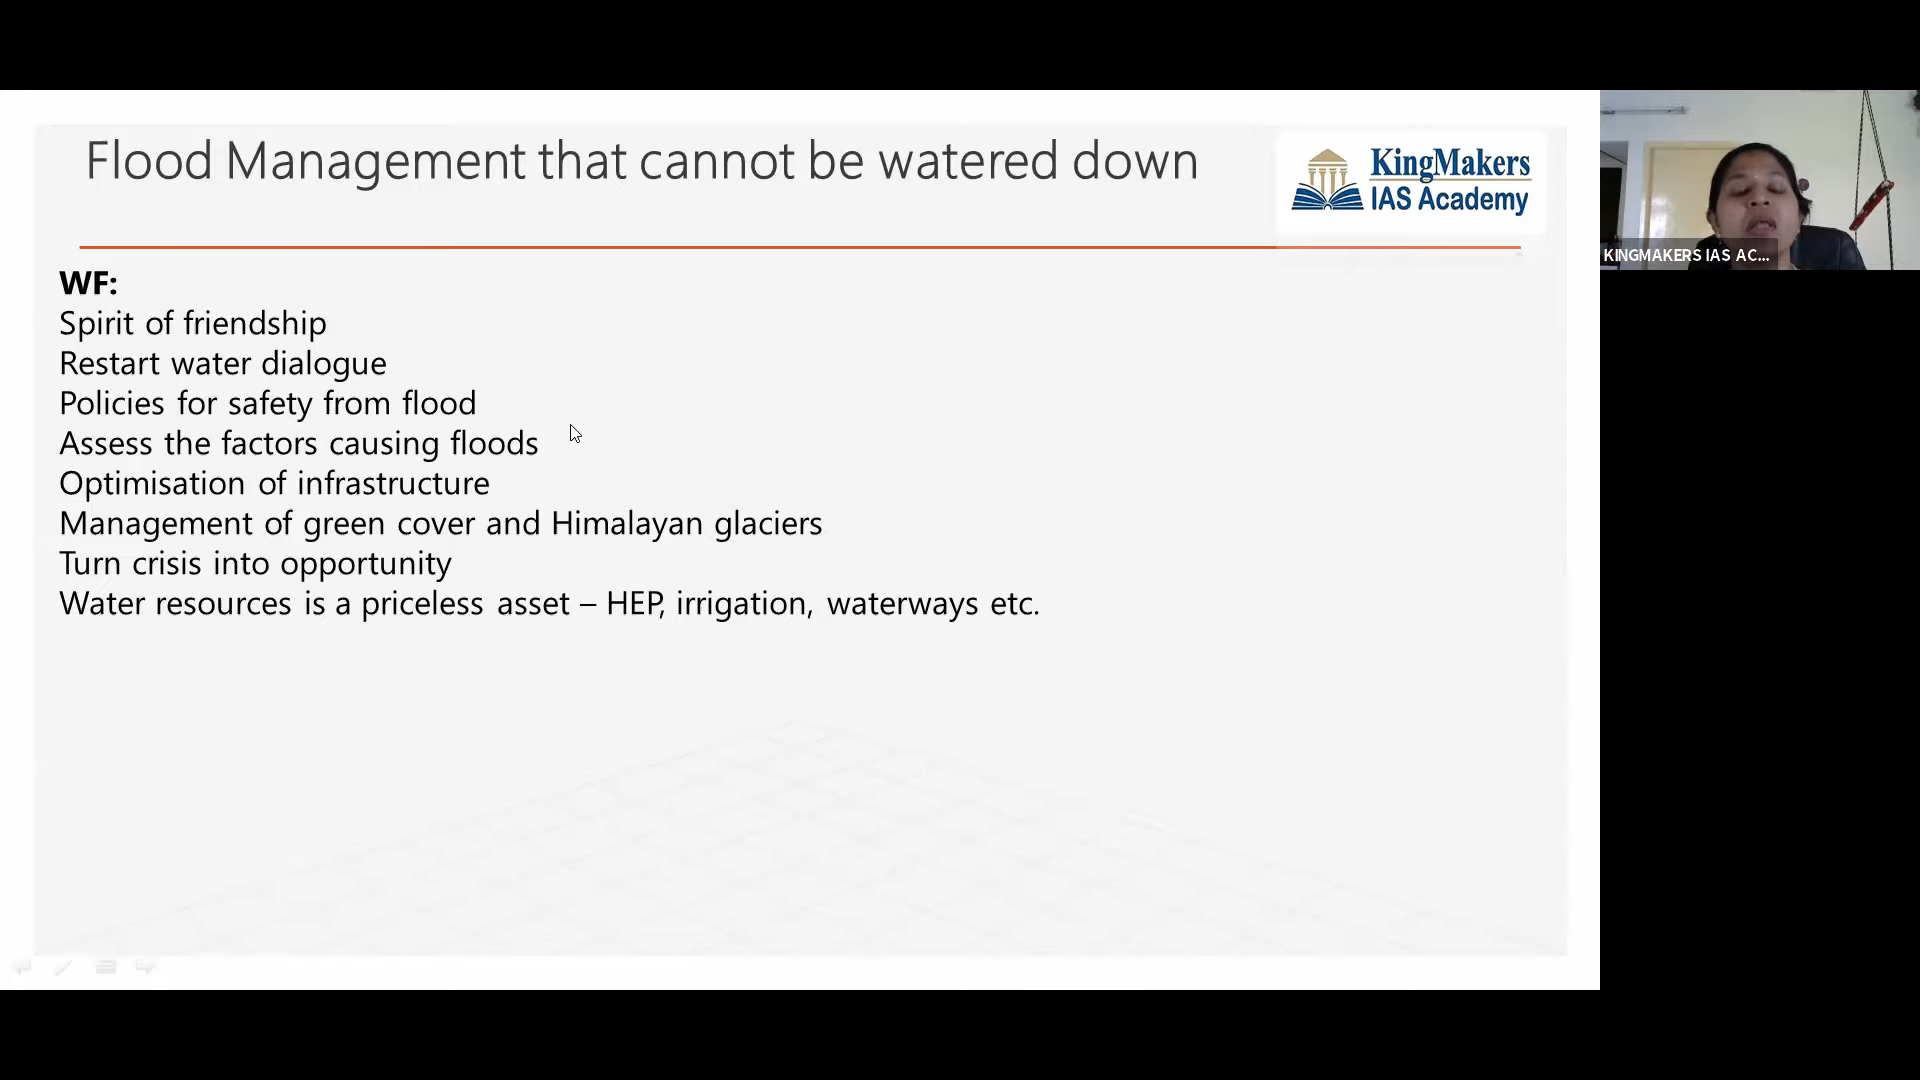 Flood Management that cannot be watered down
KingMakers
IAS Academy
WF:
Spirit of friendship
Restart water dialogue
Policies for safety from flood
Assess the factors causing floods
Optimisation of infrastructure
Management of green cover and Himalayan glaciers
Turn crisis into opportunity
Water resources is a priceless asset – HEP, irrigation, waterways etc.
KINGMAKERS IAS AC...